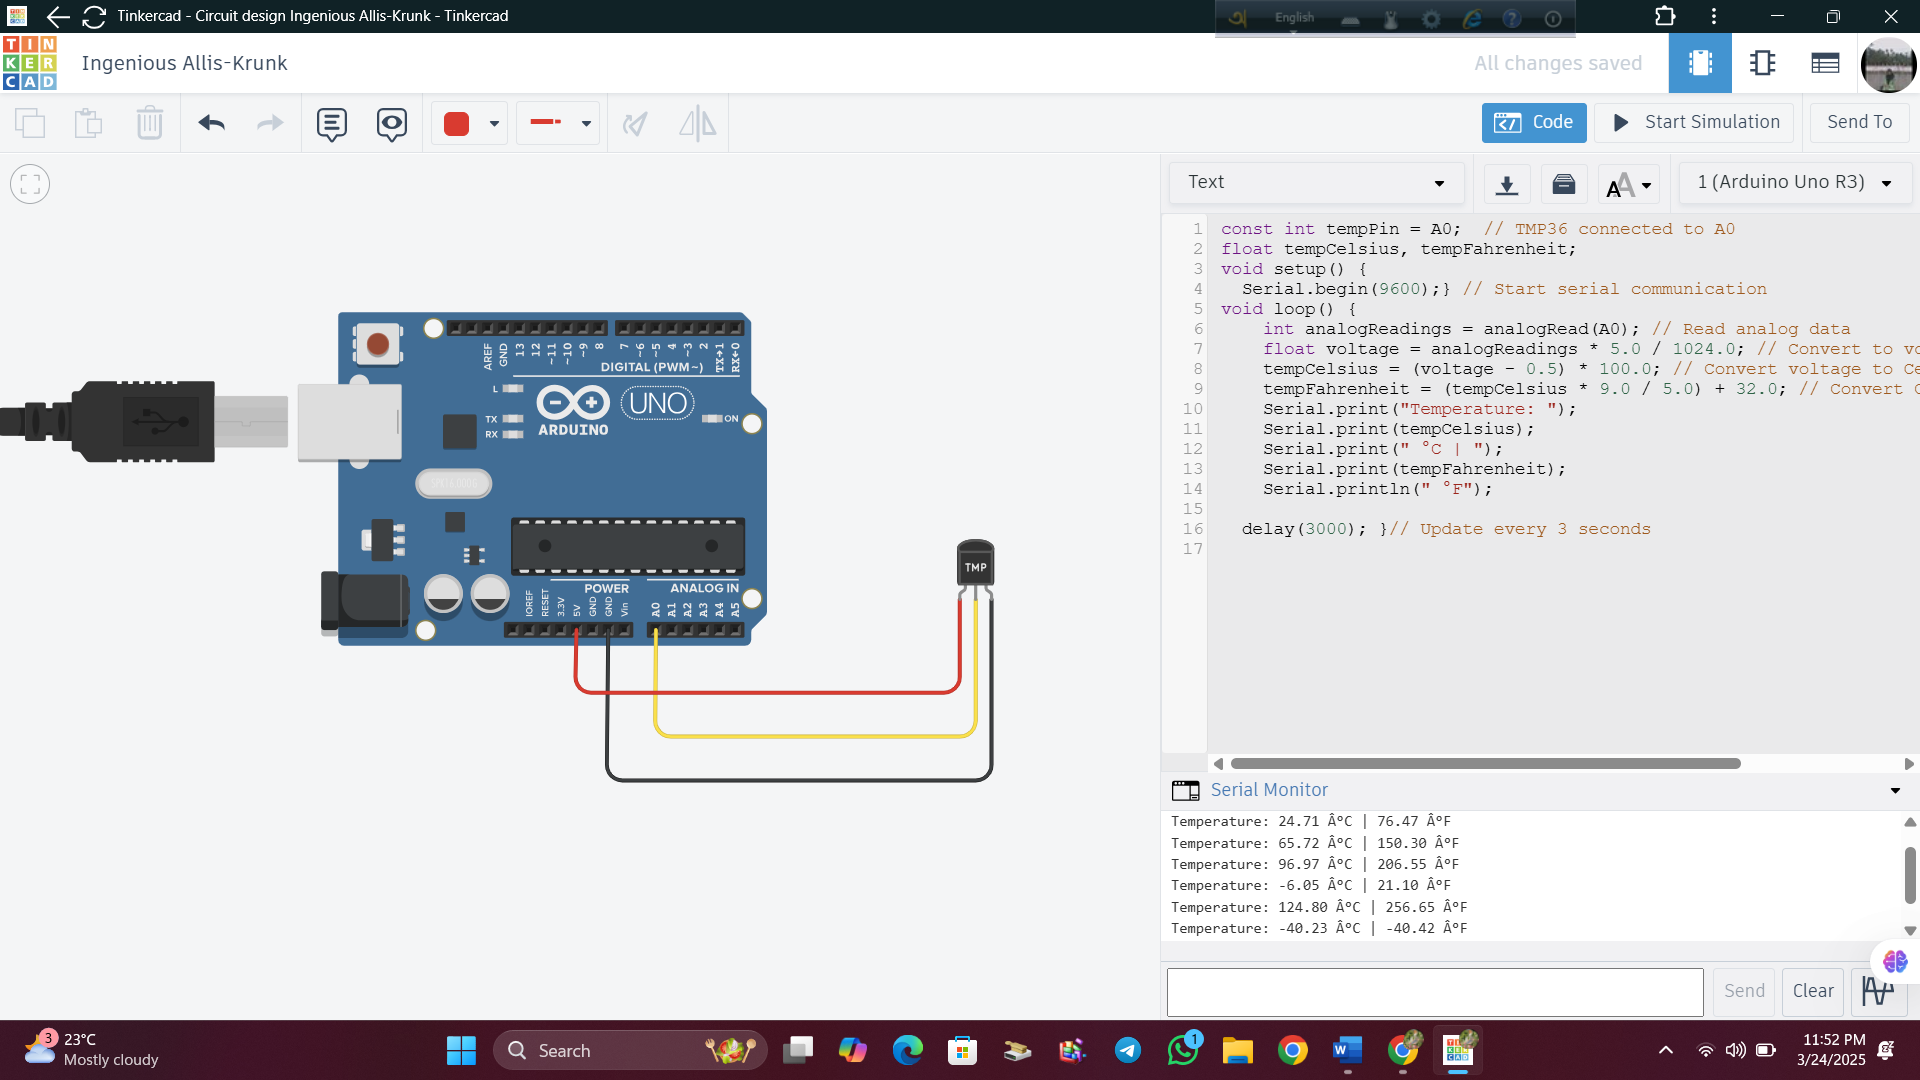 Tinkercad - Circuit design Ingenious Allis-Krunk - Tinkercad
English
TIN
KER
CAD
Ingenious Allis-Krunk
All changes saved
Code
Start Simulation
Send To
Text
1 (Arduino Uno R3)
1 const int tempPin = A0;  // TMP36 connected to A0
2 float tempCelsius, tempFahrenheit;
3 void setup() {
4   Serial.begin(9600);} // Start serial communication
5 void loop() {
6     int analogReadings = analogRead(A0); // Read analog data
7     float voltage = analogReadings * 5.0 / 1024.0; // Convert to vo
8     tempCelsius = (voltage - 0.5) * 100.0; // Convert voltage to Ce
9     tempFahrenheit = (tempCelsius * 9.0 / 5.0) + 32.0; // Convert C
10     Serial.print("Temperature: ");
11     Serial.print(tempCelsius);
12     Serial.print(" °C | ");
13     Serial.print(tempFahrenheit);
14     Serial.println(" °F");
15
16   delay(3000); }// Update every 3 seconds
17
AREF
GND
13
12
~11
~10
~9
8
7
~6
~5
4
~3
2
TX→1
RX←0
DIGITAL (PWM~)
L
TX
RX
ARDUINO
UNO
ON
POWER
ANALOG IN
IOREF
RESET
3.3V
5V
GND
GND
Vin
A0
A1
A2
A3
A4
A5
TMP
Serial Monitor
Temperature: 24.71 Â°C | 76.47 Â°F
Temperature: 65.72 Â°C | 150.30 Â°F
Temperature: 96.97 Â°C | 206.55 Â°F
Temperature: -6.05 Â°C | 21.10 Â°F
Temperature: 124.80 Â°C | 256.65 Â°F
Temperature: -40.23 Â°C | -40.42 Â°F
Send
Clear
3
23°C
Mostly cloudy
Search
1
11:52 PM
3/24/2025